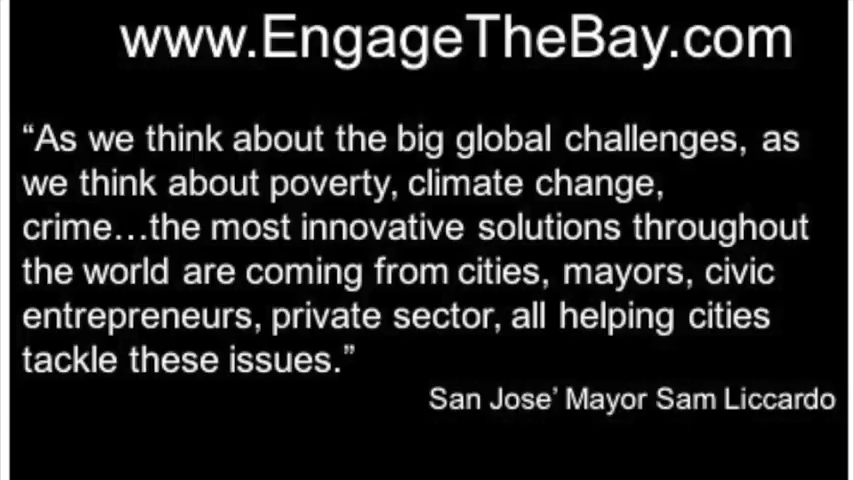 www.EngageTheBay.com
“As we think about the big global challenges, as
we think about poverty, climate change,
crime…the most innovative solutions throughout
the world are coming from cities, mayors, civic
entrepreneurs, private sector, all helping cities
tackle these issues.”
San Jose’ Mayor Sam Liccardo